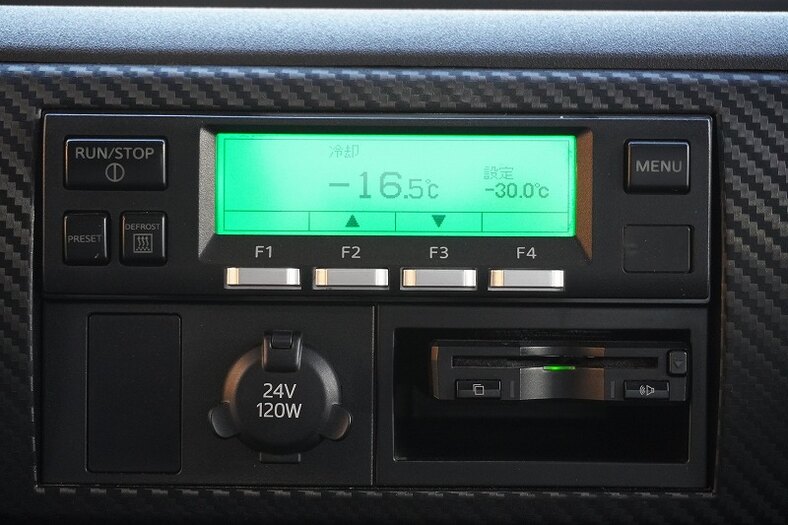 RUN/STOP
冷却
設定
-16.5℃
-30.0℃
MENU
PRESET
DEFROST
▲
▼
F1
F2
F3
F4
24V
120W